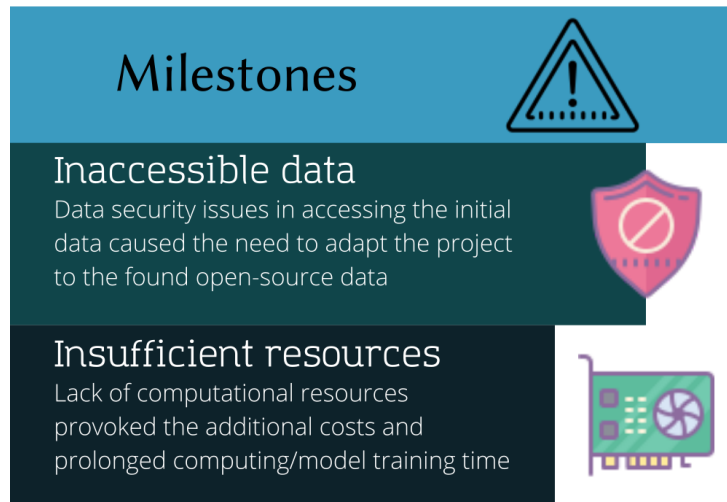 Milestones
Inaccessible data
Data security issues in accessing the initial
data caused the need to adapt the project
to the found open-source data
Insufficient resources
Lack of computational resources
provoked the additional costs and
prolonged computing/model training time